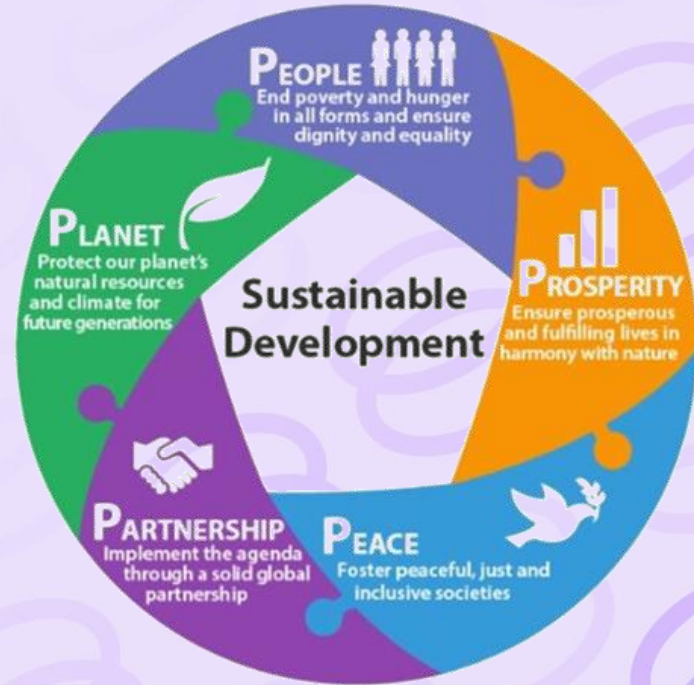 PEOPLE
End poverty and hunger
in all forms and ensure
dignity and equality
PLANET
Protect our planet's
natural resources
and climate for
future generations
Sustainable
Development
PROSPERITY
Ensure prosperous
and fulfilling lives in
harmony with nature
PARTNERSHIP
Implement the agenda
through a solid global
partnership
PEACE
Foster peaceful, just and
inclusive societies